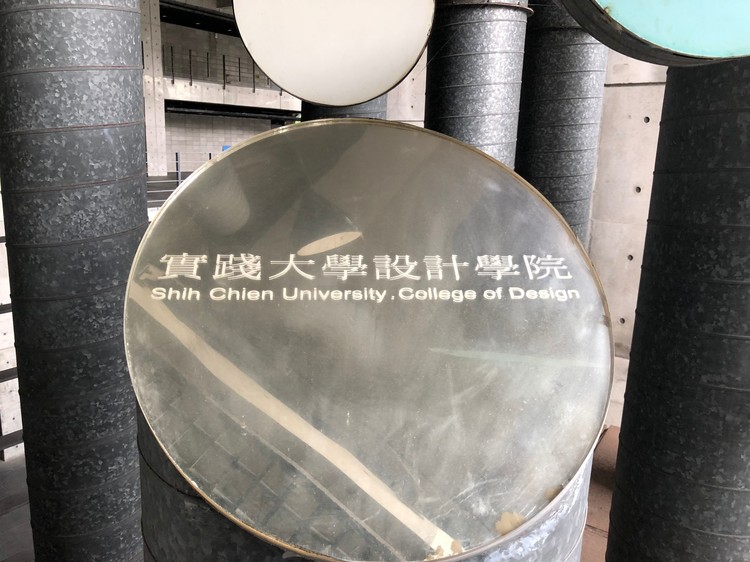 實踐大學設計學院
Shih Chien University, College of Design